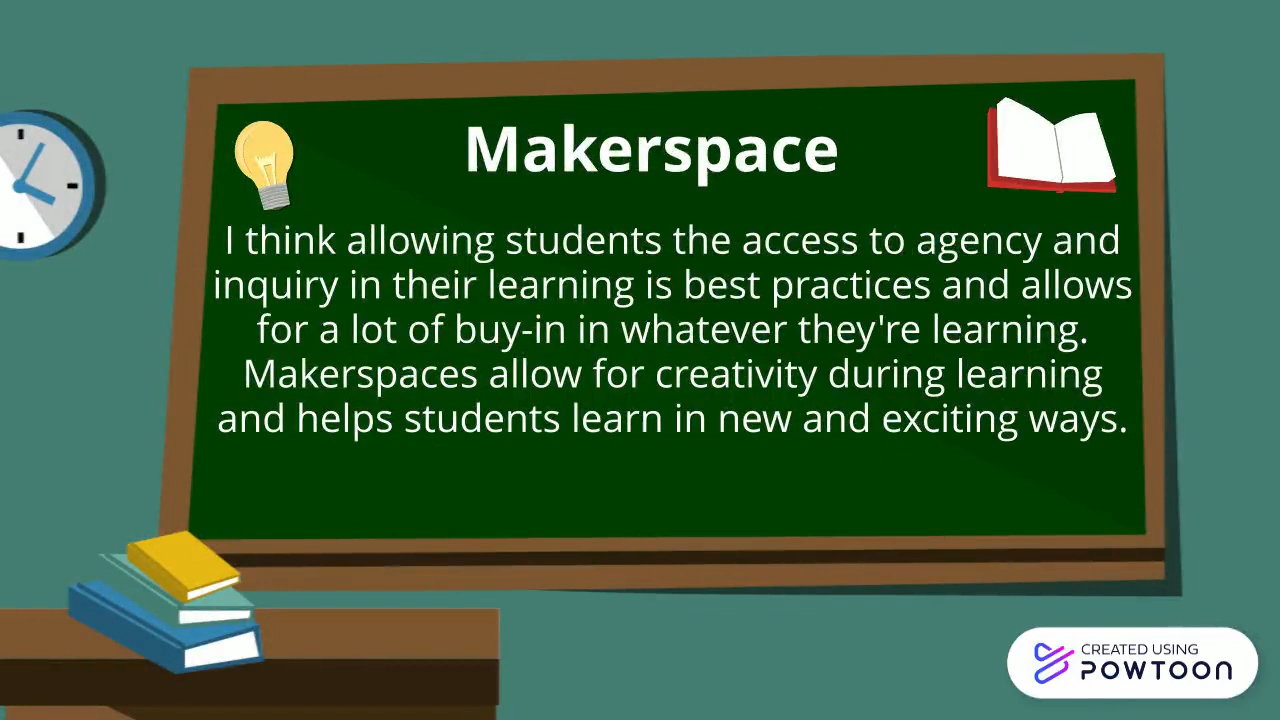 Makerspace
I think allowing students the access to agency and
inquiry in their learning is best practices and allows
for a lot of buy-in in whatever they're learning.
Makerspaces allow for creativity during learning
and helps students learn in new and exciting ways.
CREATED USING
POWTOON